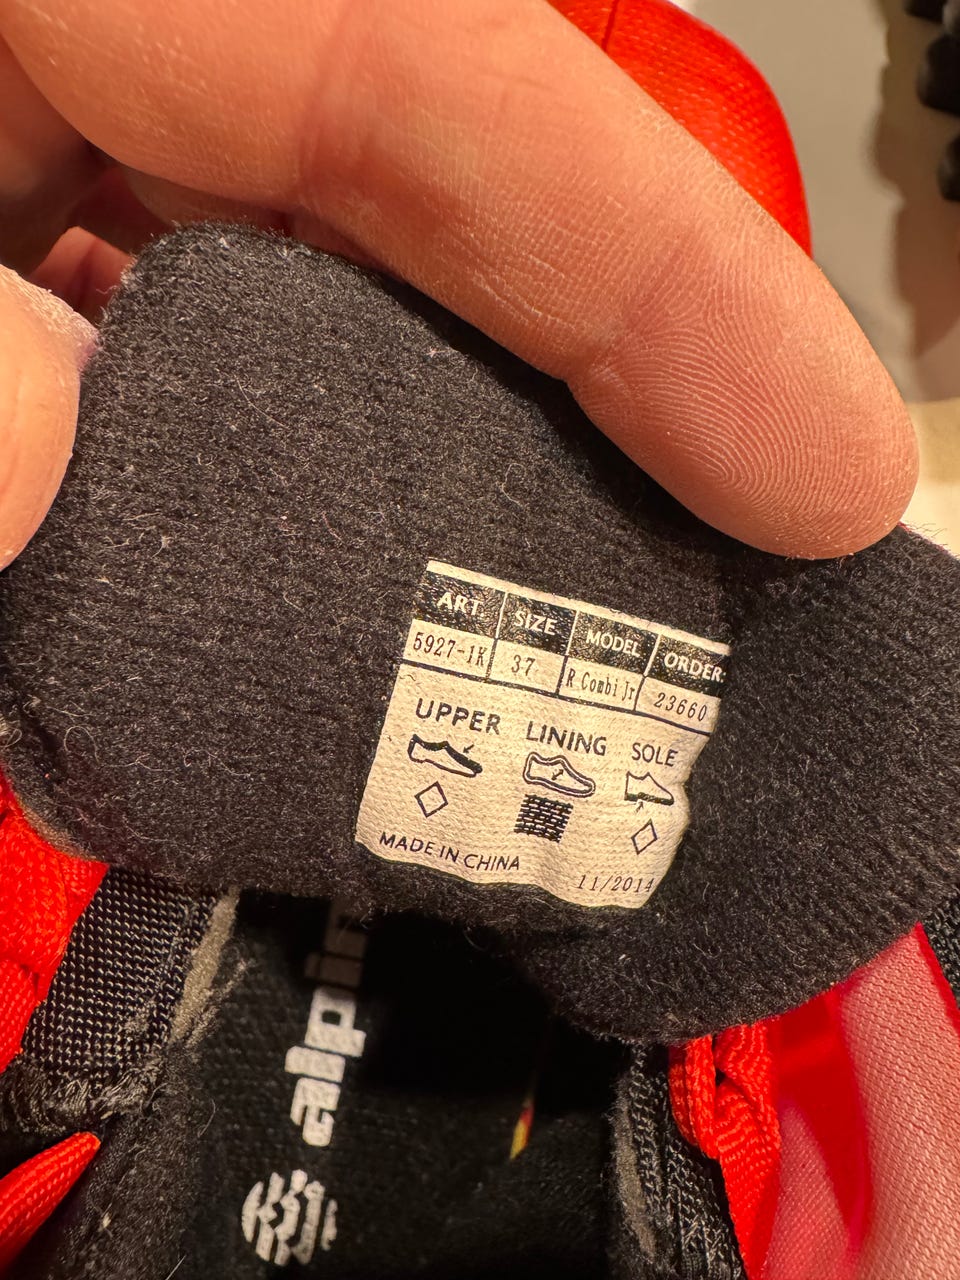 ART. SIZE MODEL ORDER
5927-1K 37 R Combi Jr 23660
UPPER LINING SOLE
MADE IN CHINA
11/2014